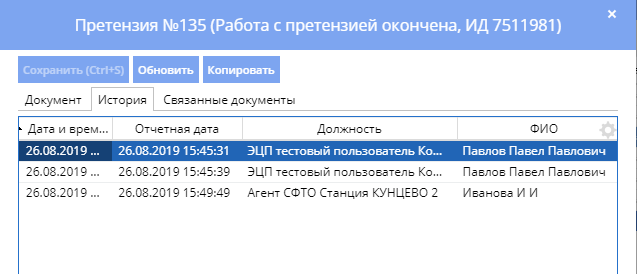 Претензия №135 (Работа с претензией окончена, ИД 7511981)
Сохранить (Ctrl+S) Обновить Копировать
Документ История Связанные документы
Дата и врем... Отчетная дата Должность ФИО
26.08.2019 ... 26.08.2019 15:45:31 ЭЦП тестовый пользователь Ко... Павлов Павел Павлович
26.08.2019 ... 26.08.2019 15:45:39 ЭЦП тестовый пользователь Ко... Павлов Павел Павлович
26.08.2019 ... 26.08.2019 15:49:49 Агент СФТО Станция КУНЦЕВО 2 Иванова И И